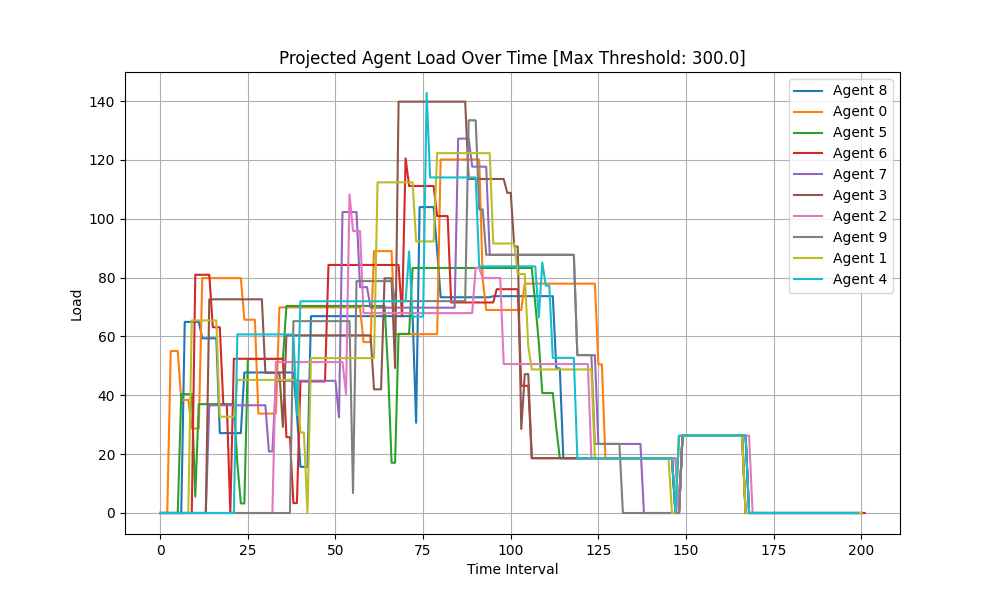 Projected Agent Load Over Time [Max Threshold: 300.0]
Load
140
120
100
80
60
40
20
0
0 25 50 75 100 125 150 175 200
Time Interval
Agent 8
Agent 0
Agent 5
Agent 6
Agent 7
Agent 3
Agent 2
Agent 9
Agent 1
Agent 4